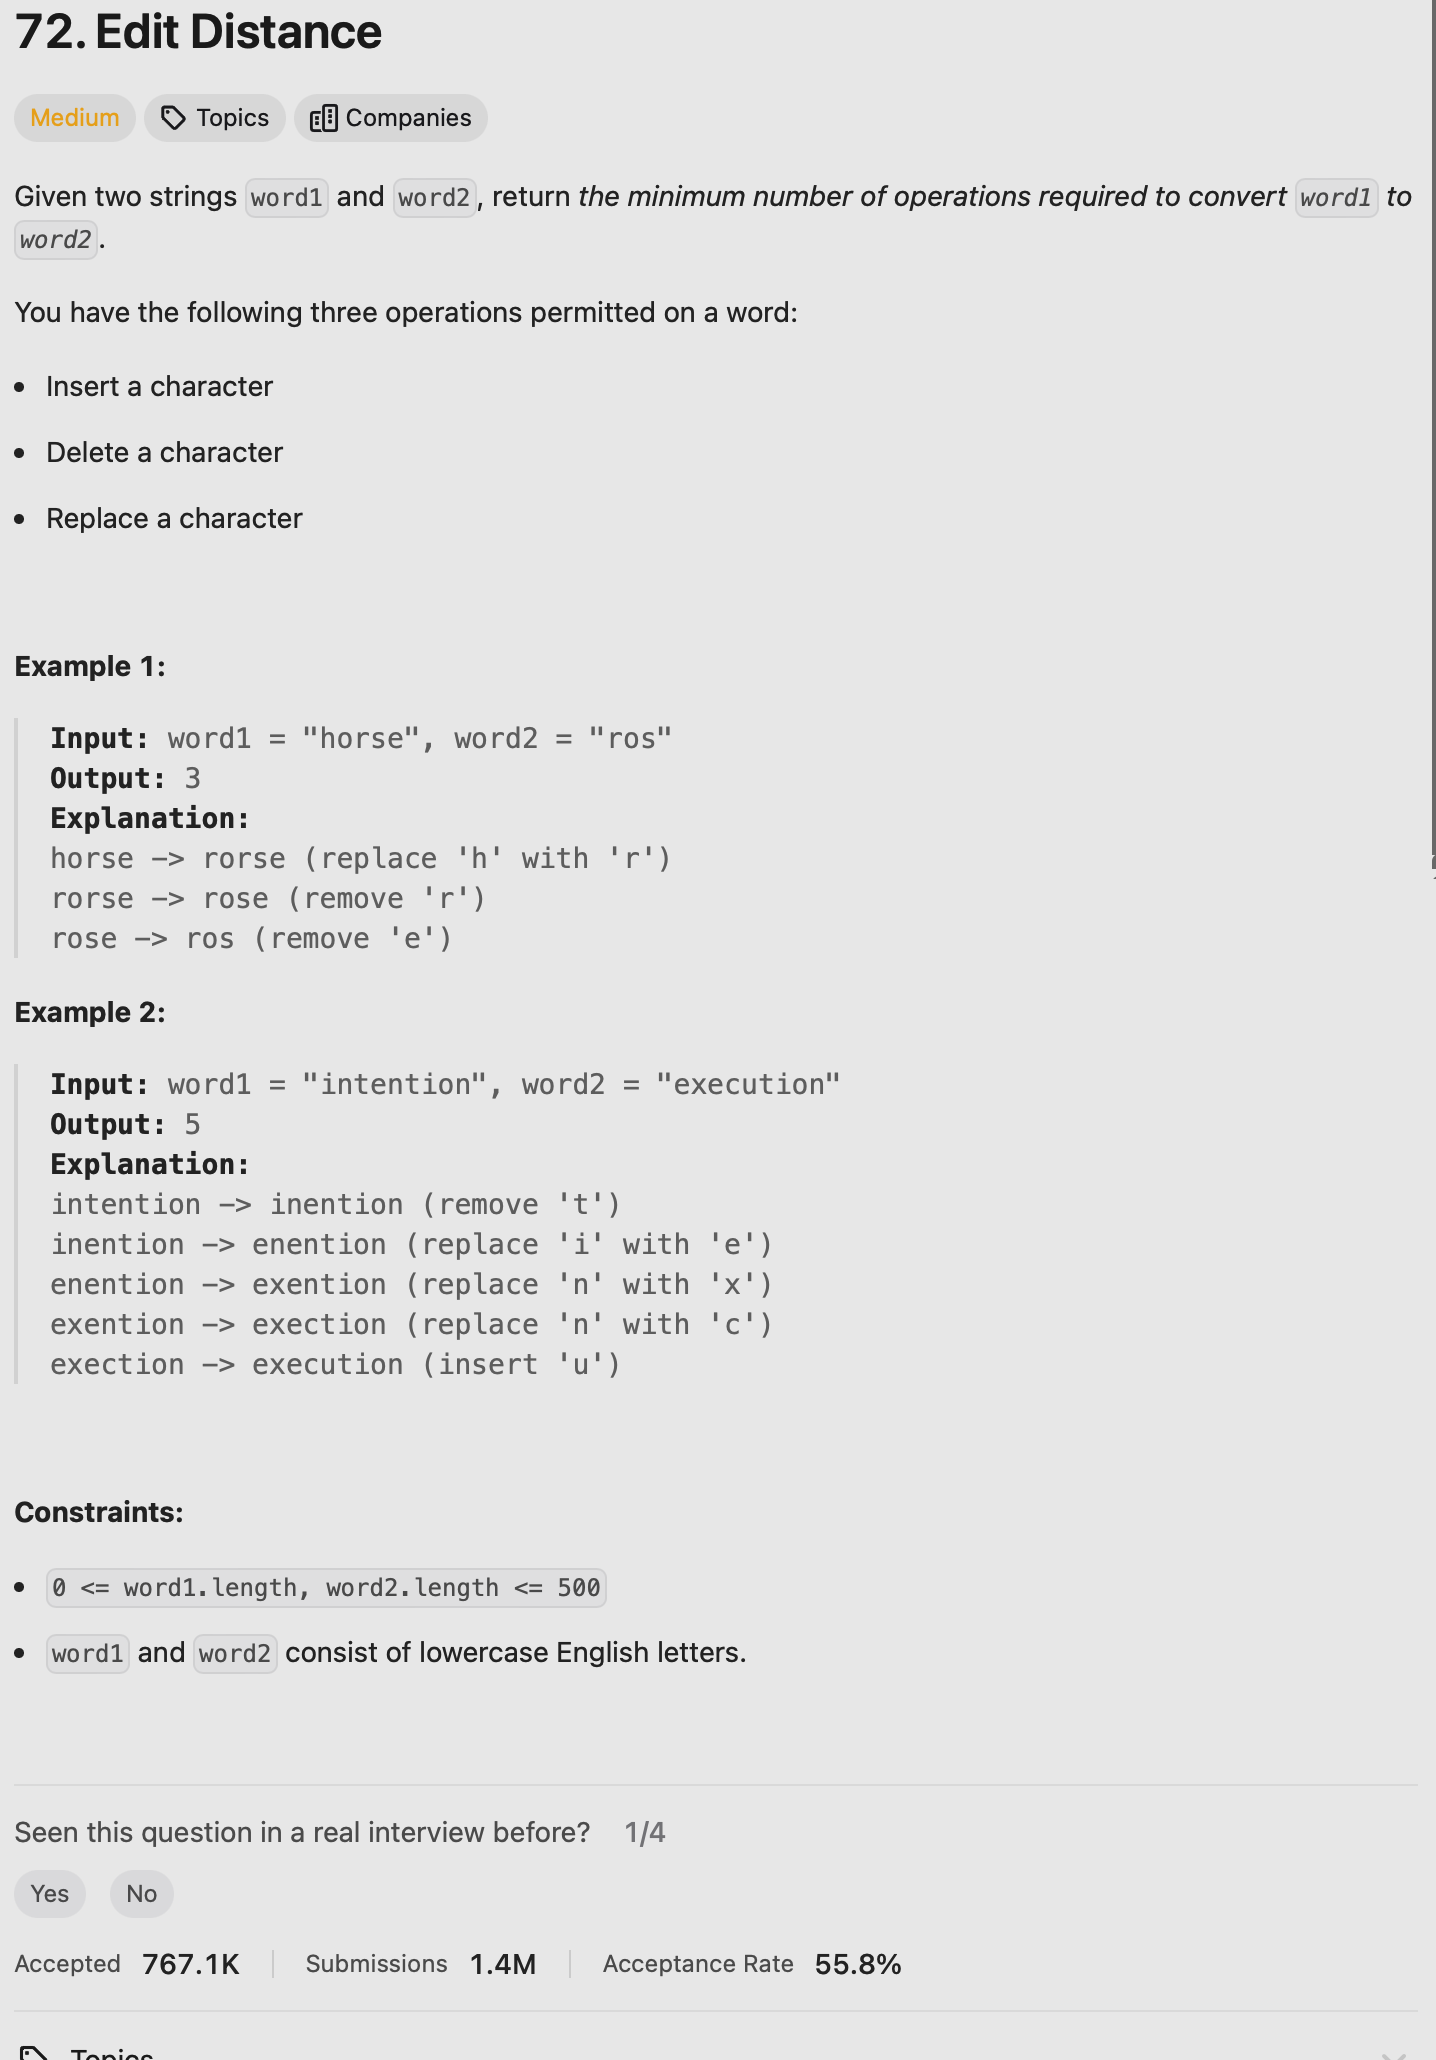 72. Edit Distance
Medium Topics Companies
Given two strings word1 and word2, return the minimum number of operations required to convert word1 to
word2.
You have the following three operations permitted on a word:
• Insert a character
• Delete a character
• Replace a character
Example 1:
Input: word1 = "horse", word2 = "ros"
Output: 3
Explanation:
horse -> rorse (replace 'h' with 'r')
rorse -> rose (remove 'r')
rose -> ros (remove 'e')
Example 2:
Input: word1 = "intention", word2 = "execution"
Output: 5
Explanation:
intention -> inention (remove 't')
inention -> enention (replace 'i' with 'e')
enention -> exention (replace 'n' with 'x')
exention -> exection (replace 'n' with 'c')
exection -> execution (insert 'u')
Constraints:
• 0 <= word1.length, word2.length <= 500
• word1 and word2 consist of lowercase English letters.
Seen this question in a real interview before? 1/4
Yes No
Accepted 767.1K Submissions 1.4M Acceptance Rate 55.8%
Topics